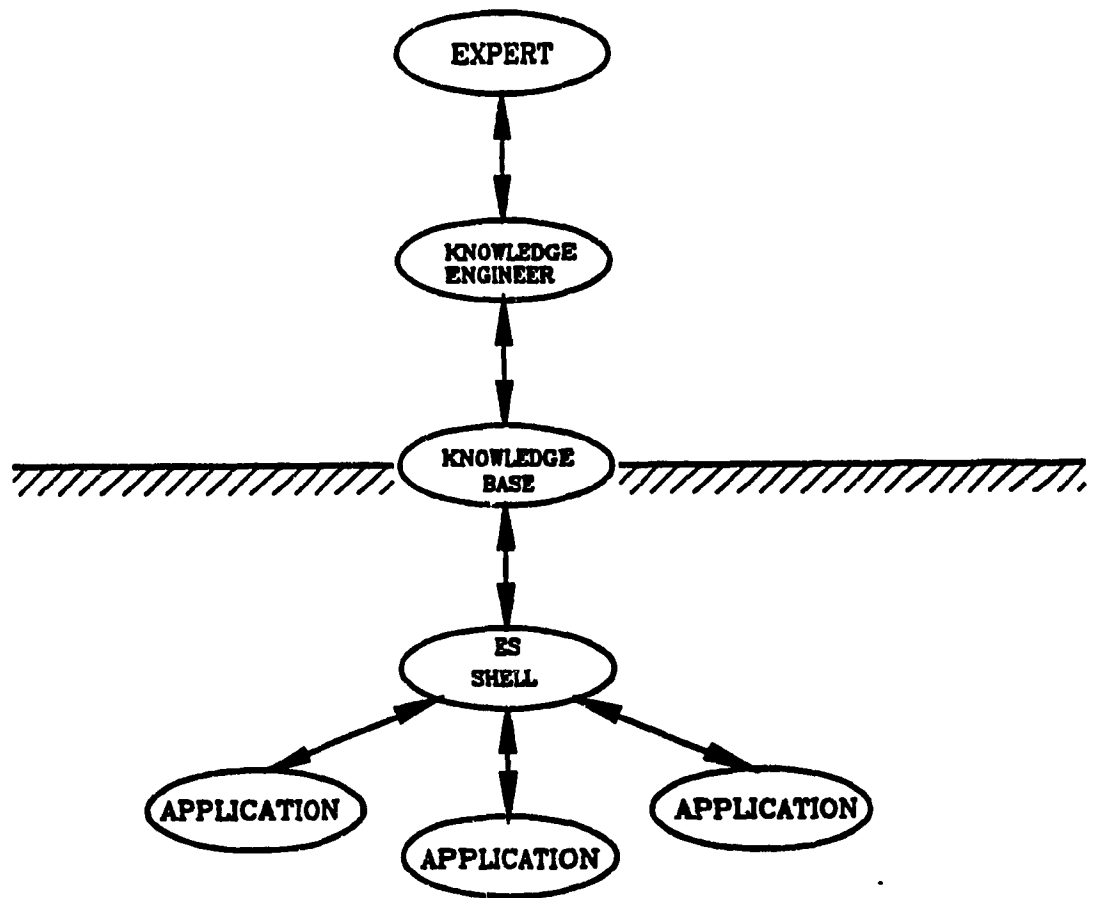 EXPERT
KNOWLEDGE
ENGINEER
KNOWLEDGE
BASE
ES
SHELL
APPLICATION
APPLICATION
APPLICATION